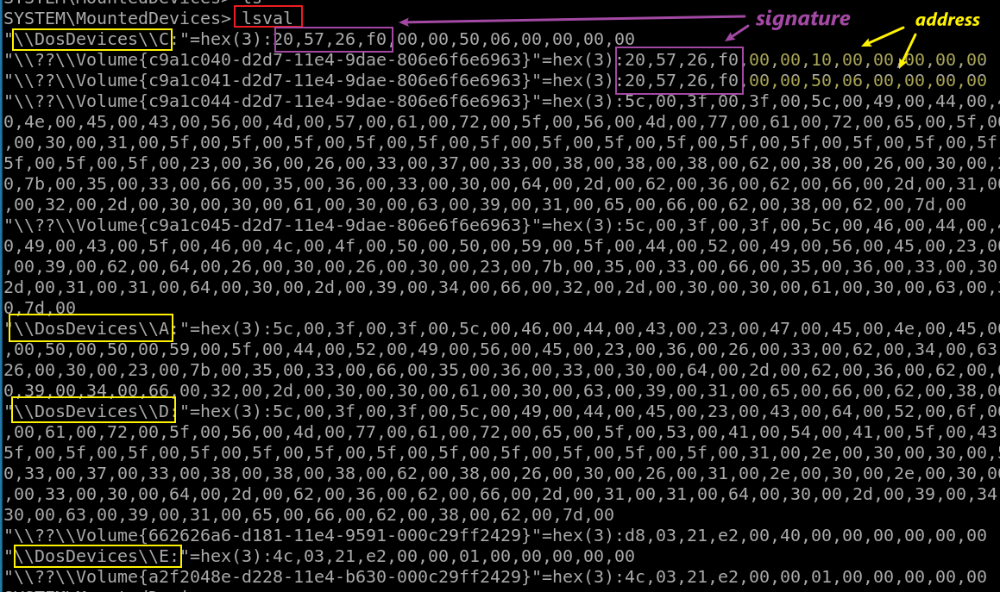 SYSTEM\MountedDevices> lsval
signature
address
"\\DosDevices\\C:"=hex(3):20,57,26,f0,00,00,50,06,00,00,00,00
"\\??\\Volume{c9a1c040-d2d7-11e4-9dae-806e6f6e6963}"=hex(3):20,57,26,f0,00,00,10,00,00,00,00,00
"\\??\\Volume{c9a1c041-d2d7-11e4-9dae-806e6f6e6963}"=hex(3):20,57,26,f0,00,00,50,06,00,00,00,00
"\\??\\Volume{c9a1c044-d2d7-11e4-9dae-806e6f6e6963}"=hex(3):5c,00,3f,00,3f,00,5c,00,49,00,44,00,
0,4e,00,45,00,43,00,56,00,4d,00,57,00,61,00,72,00,5f,00,56,00,4d,00,77,00,61,00,72,00,65,00,5f,00
,00,30,00,31,00,5f,00,5f,00,5f,00,5f,00,5f,00,5f,00,5f,00,5f,00,5f,00,5f,00,5f,00,5f,00,5f,00,5f
5f,00,5f,00,5f,00,23,00,36,00,26,00,33,00,37,00,33,00,38,00,38,00,38,00,62,00,38,00,26,00,30,00,
0,7b,00,35,00,33,00,66,00,35,00,36,00,33,00,30,00,64,00,2d,00,62,00,36,00,62,00,66,00,2d,00,31,00
,00,32,00,2d,00,30,00,30,00,61,00,30,00,63,00,39,00,31,00,65,00,66,00,62,00,38,00,62,00,7d,00
"\\??\\Volume{c9a1c045-d2d7-11e4-9dae-806e6f6e6963}"=hex(3):5c,00,3f,00,3f,00,5c,00,46,00,44,00,
0,49,00,43,00,5f,00,46,00,4c,00,4f,00,50,00,50,00,59,00,5f,00,44,00,52,00,49,00,56,00,45,00,23,00
,00,39,00,62,00,64,00,26,00,30,00,26,00,30,00,23,00,7b,00,35,00,33,00,66,00,35,00,36,00,33,00,30
2d,00,31,00,31,00,64,00,30,00,2d,00,39,00,34,00,66,00,32,00,2d,00,30,00,30,00,61,00,30,00,63,00,
0,7d,00
"\\DosDevices\\A:"=hex(3):5c,00,3f,00,3f,00,5c,00,46,00,44,00,43,00,23,00,47,00,45,00,4e,00,45,00
,00,50,00,50,00,59,00,5f,00,44,00,52,00,49,00,56,00,45,00,23,00,36,00,26,00,33,00,62,00,34,00,63
26,00,30,00,23,00,7b,00,35,00,33,00,66,00,35,00,36,00,33,00,30,00,64,00,2d,00,62,00,36,00,62,00,
0,39,00,34,00,66,00,32,00,2d,00,30,00,30,00,61,00,30,00,63,00,39,00,31,00,65,00,66,00,62,00,38,00
"\\DosDevices\\D:"=hex(3):5c,00,3f,00,3f,00,5c,00,49,00,44,00,45,00,23,00,43,00,64,00,52,00,6f,00
,00,61,00,72,00,5f,00,56,00,4d,00,77,00,61,00,72,00,65,00,5f,00,53,00,41,00,54,00,41,00,5f,00,43
5f,00,5f,00,5f,00,5f,00,5f,00,5f,00,5f,00,5f,00,5f,00,5f,00,5f,00,5f,00,31,00,2e,00,30,00,30,00,
0,33,00,37,00,33,00,38,00,38,00,38,00,62,00,38,00,26,00,30,00,26,00,31,00,2e,00,30,00,2e,00,30,00
,00,33,00,30,00,64,00,2d,00,62,00,36,00,62,00,66,00,2d,00,31,00,31,00,64,00,30,00,2d,00,39,00,34
30,00,63,00,39,00,31,00,65,00,66,00,62,00,38,00,62,00,7d,00
"\\??\\Volume{662626a6-d181-11e4-9591-000c29ff2429}"=hex(3):d8,03,21,e2,00,40,00,00,00,00,00,00
"\\DosDevices\\E:"=hex(3):4c,03,21,e2,00,00,01,00,00,00,00,00
"\\??\\Volume{a2f2048e-d228-11e4-b630-000c29ff2429}"=hex(3):4c,03,21,e2,00,00,01,00,00,00,00,00